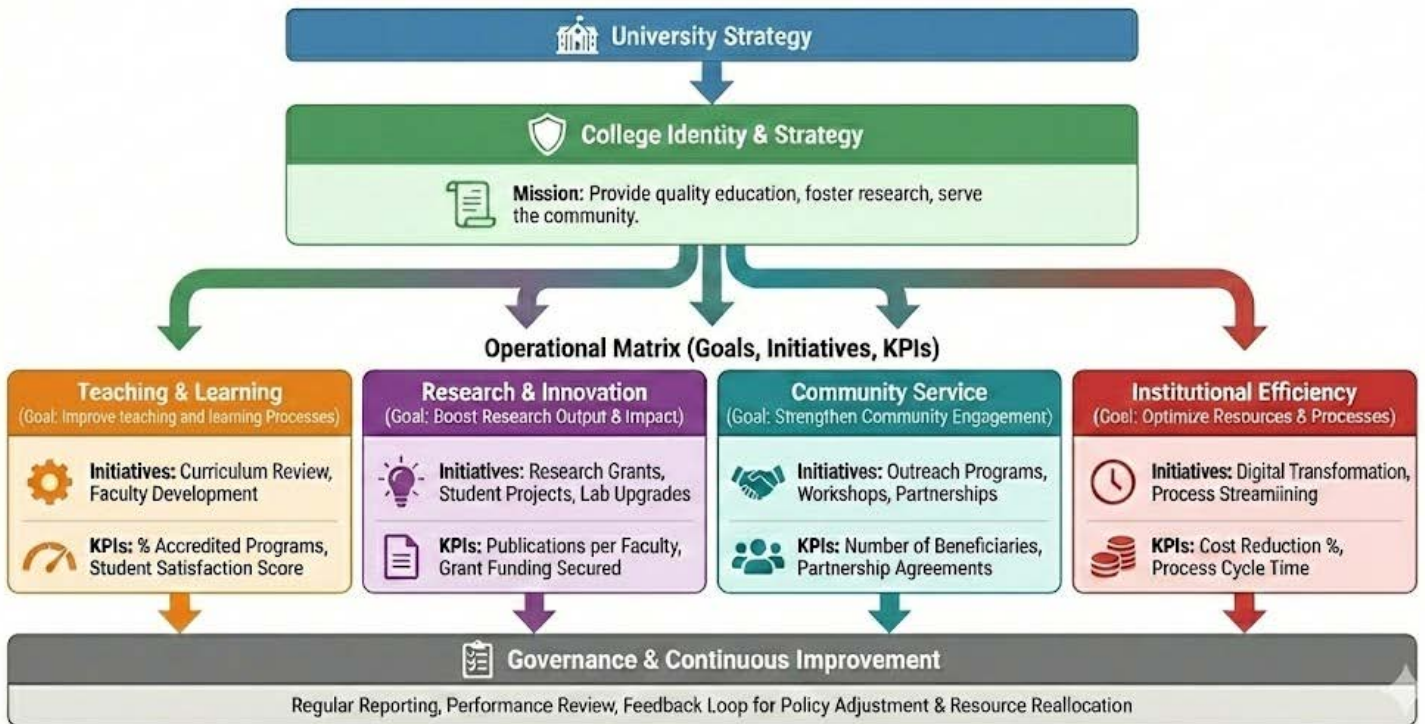 University Strategy
College Identity & Strategy
Mission: Provide quality education, foster research, serve
the community.
Operational Matrix (Goals, Initiatives, KPIs)
Teaching & Learning
(Goal: Improve teaching and learning Processes)
Initiatives: Curriculum Review,
Faculty Development
KPIs: % Accredited Programs,
Student Satisfaction Score
Research & Innovation
(Goal: Boost Research Output & Impact)
Initiatives: Research Grants,
Student Projects, Lab Upgrades
KPIs: Publications per Faculty,
Grant Funding Secured
Community Service
(Goal: Strengthen Community Engagement)
Initiatives: Outreach Programs,
Workshops, Partnerships
KPIs: Number of Beneficiaries,
Partnership Agreements
Institutional Efficiency
(Goal: Optimize Resources & Processes)
Initiatives: Digital Transformation,
Process Streamiining
KPIs: Cost Reduction %,
Process Cycle Time
Governance & Continuous Improvement
Regular Reporting, Performance Review, Feedback Loop for Policy Adjustment & Resource Reallocation